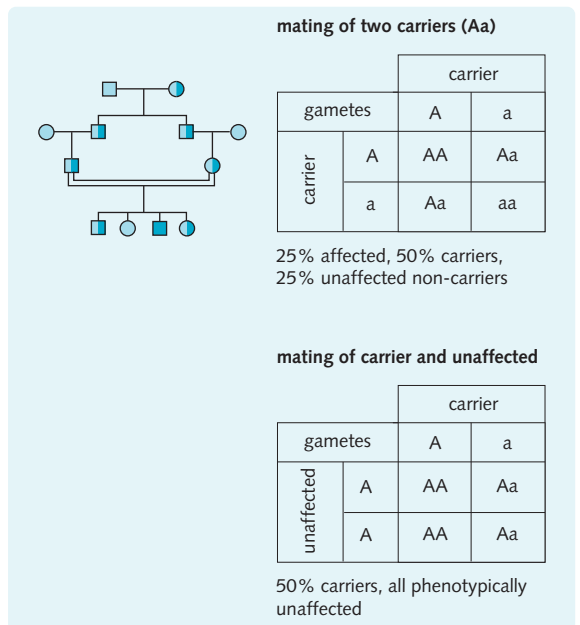 mating of two carriers (Aa)
carrier
gametes A a
carrier
A AA Aa
a Aa aa
25% affected, 50% carriers,
25% unaffected non-carriers
mating of carrier and unaffected
carrier
gametes A a
unaffected
A AA Aa
A AA Aa
50% carriers, all phenotypically
unaffected